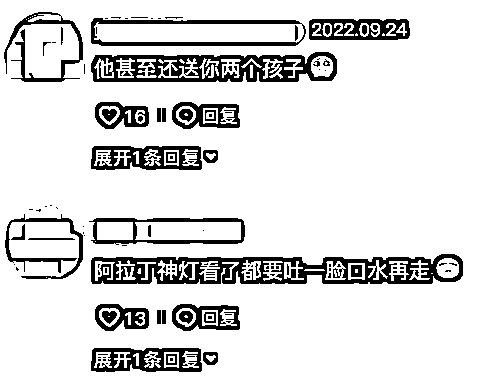 2022.09.24
他甚至还送你两个孩子
16 回复
展开1条回复
阿拉丁神灯看了都要吐一脸口水再走
13 回复
展开1条回复